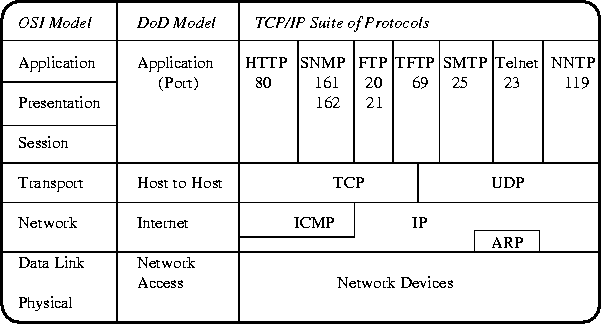 OSI Model DoD Model TCP/IP Suite of Protocols
Application Application HTTP SNMP FTP TFTP SMTP Telnet NNTP
(Port) 80 161 20 69 25 23 119
Presentation 162 21
Session
Transport Host to Host TCP UDP
Network Internet ICMP IP
ARP
Data Link Network
Access Network Devices
Physical